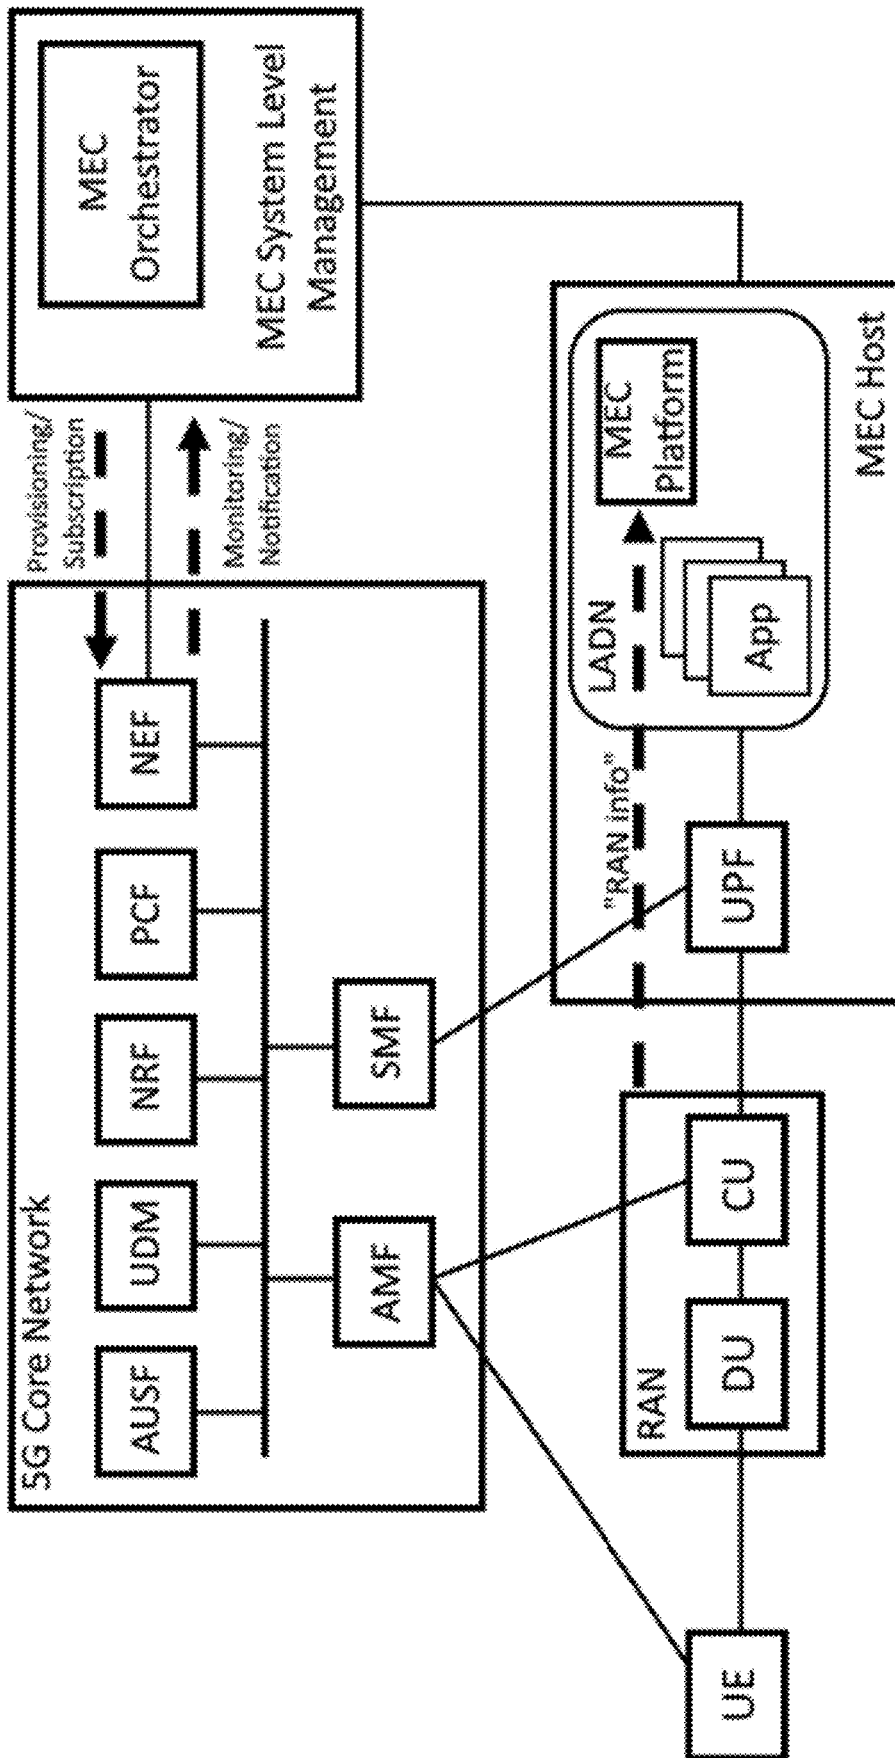 5G Core Network
AUSF
UDM
NRF
PCF
NEF
AMF
SMF
Provisioning/
Subscription
Monitoring/
Notification
MEC
Orchestrator
MEC System Level
Management
UE
RAN
DU
CU
"RAN info"
UPF
LADN
App
MEC
Platform
MEC Host